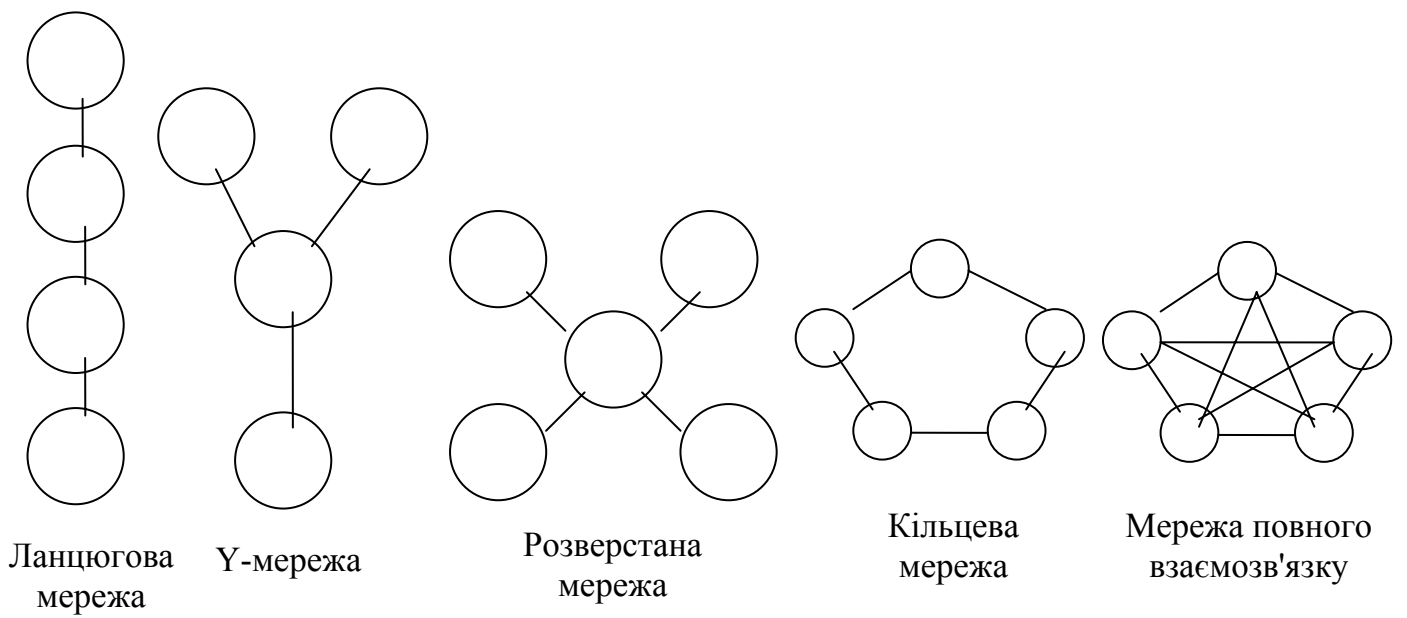 Ланцюгова
мережа
Y-мережа
Розверстана
мережа
Кільцева
мережа
Мережа повного
взаємозв'язку